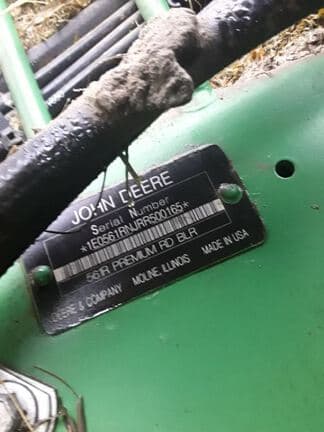 JOHN DEERE
Serial Number
*1E0561RNJRR500165*
561R PREMIUM RD BLR
DEERE & COMPANY MOLINE, ILLINOIS MADE IN USA